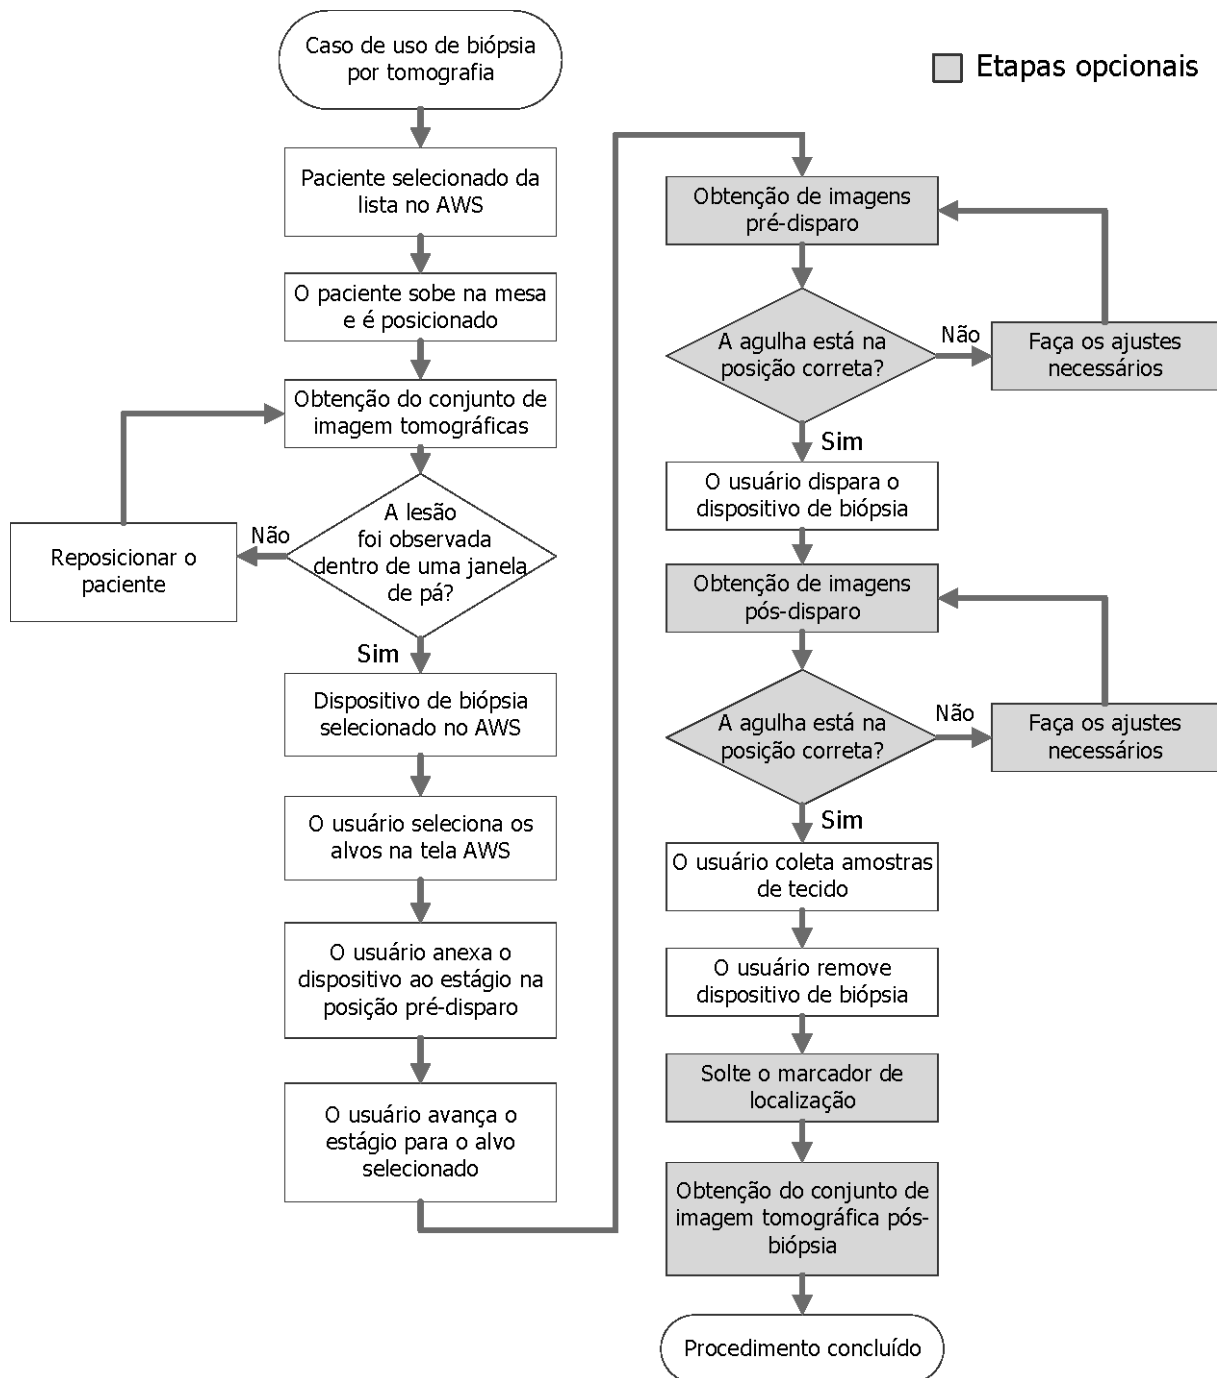 Caso de uso de biópsia
por tomografia
Etapas opcionais
Paciente selecionado da
lista no AWS
O paciente sobe na mesa
e é posicionado
Obtenção do conjunto de
imagem tomográficas
A lesão
foi observada
dentro de uma janela
de pá?
Não
Reposicionar o
paciente
Sim
Dispositivo de biópsia
selecionado no AWS
O usuário seleciona os
alvos na tela AWS
O usuário anexa o
dispositivo ao estágio na
posição pré-disparo
O usuário avança o
estágio para o alvo
selecionado
Obtenção de imagens
pré-disparo
A agulha está na
posição correta?
Não
Faça os ajustes
necessários
Sim
O usuário dispara o
dispositivo de biópsia
Obtenção de imagens
pós-disparo
A agulha está na
posição correta?
Não
Faça os ajustes
necessários
Sim
O usuário coleta amostras
de tecido
O usuário remove
dispositivo de biópsia
Solte o marcador de
localização
Obtenção do conjunto de
imagem tomográfica pós-
biópsia
Procedimento concluído